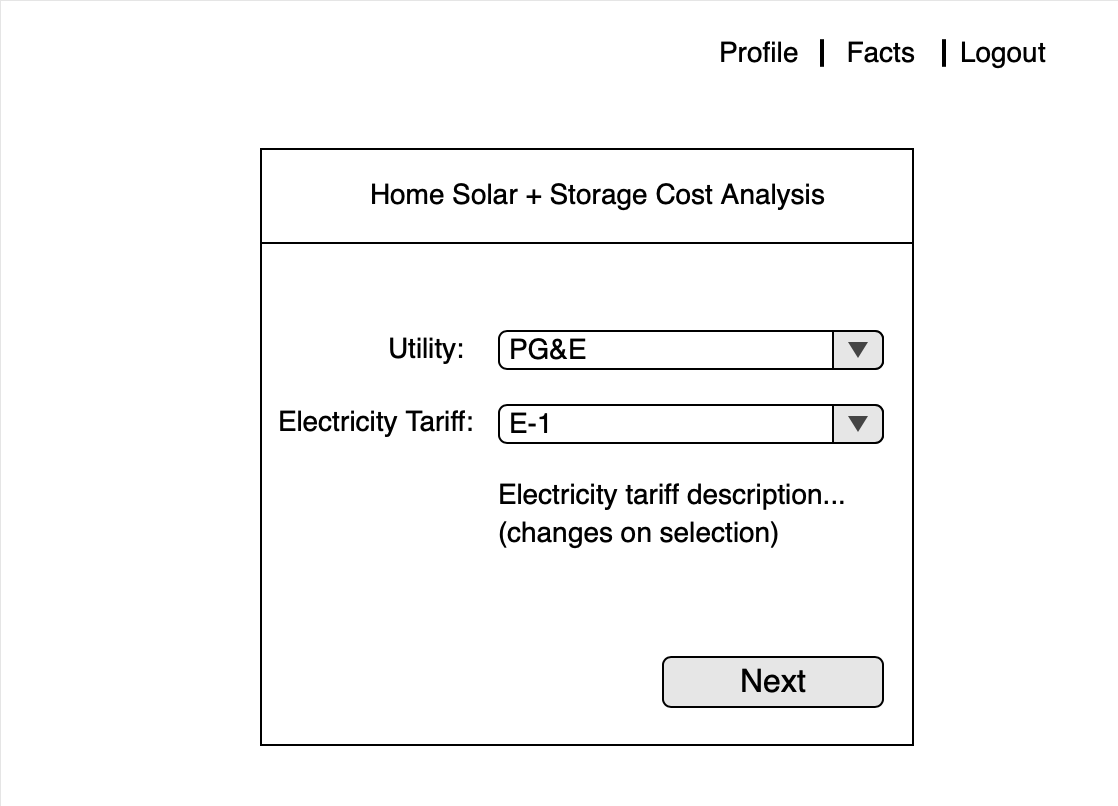 Profile | Facts | Logout
Home Solar + Storage Cost Analysis
Utility: PG&E
Electricity Tariff: E-1
Electricity tariff description...
(changes on selection)
Next